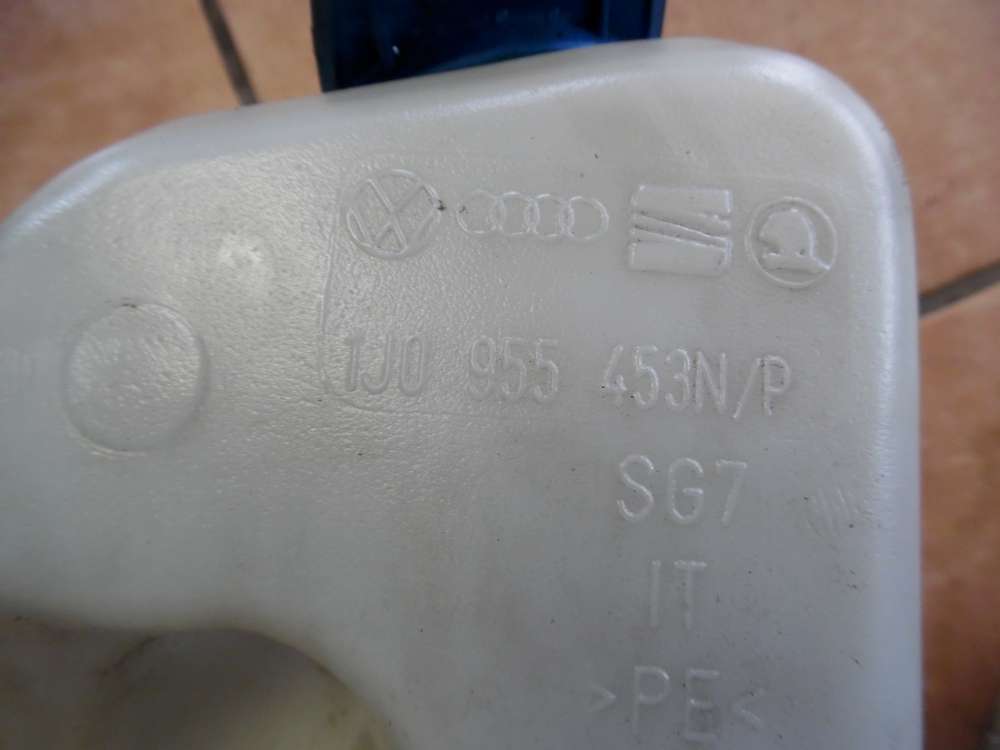 1J0 955 453N/P
SG7
IT
>PE<